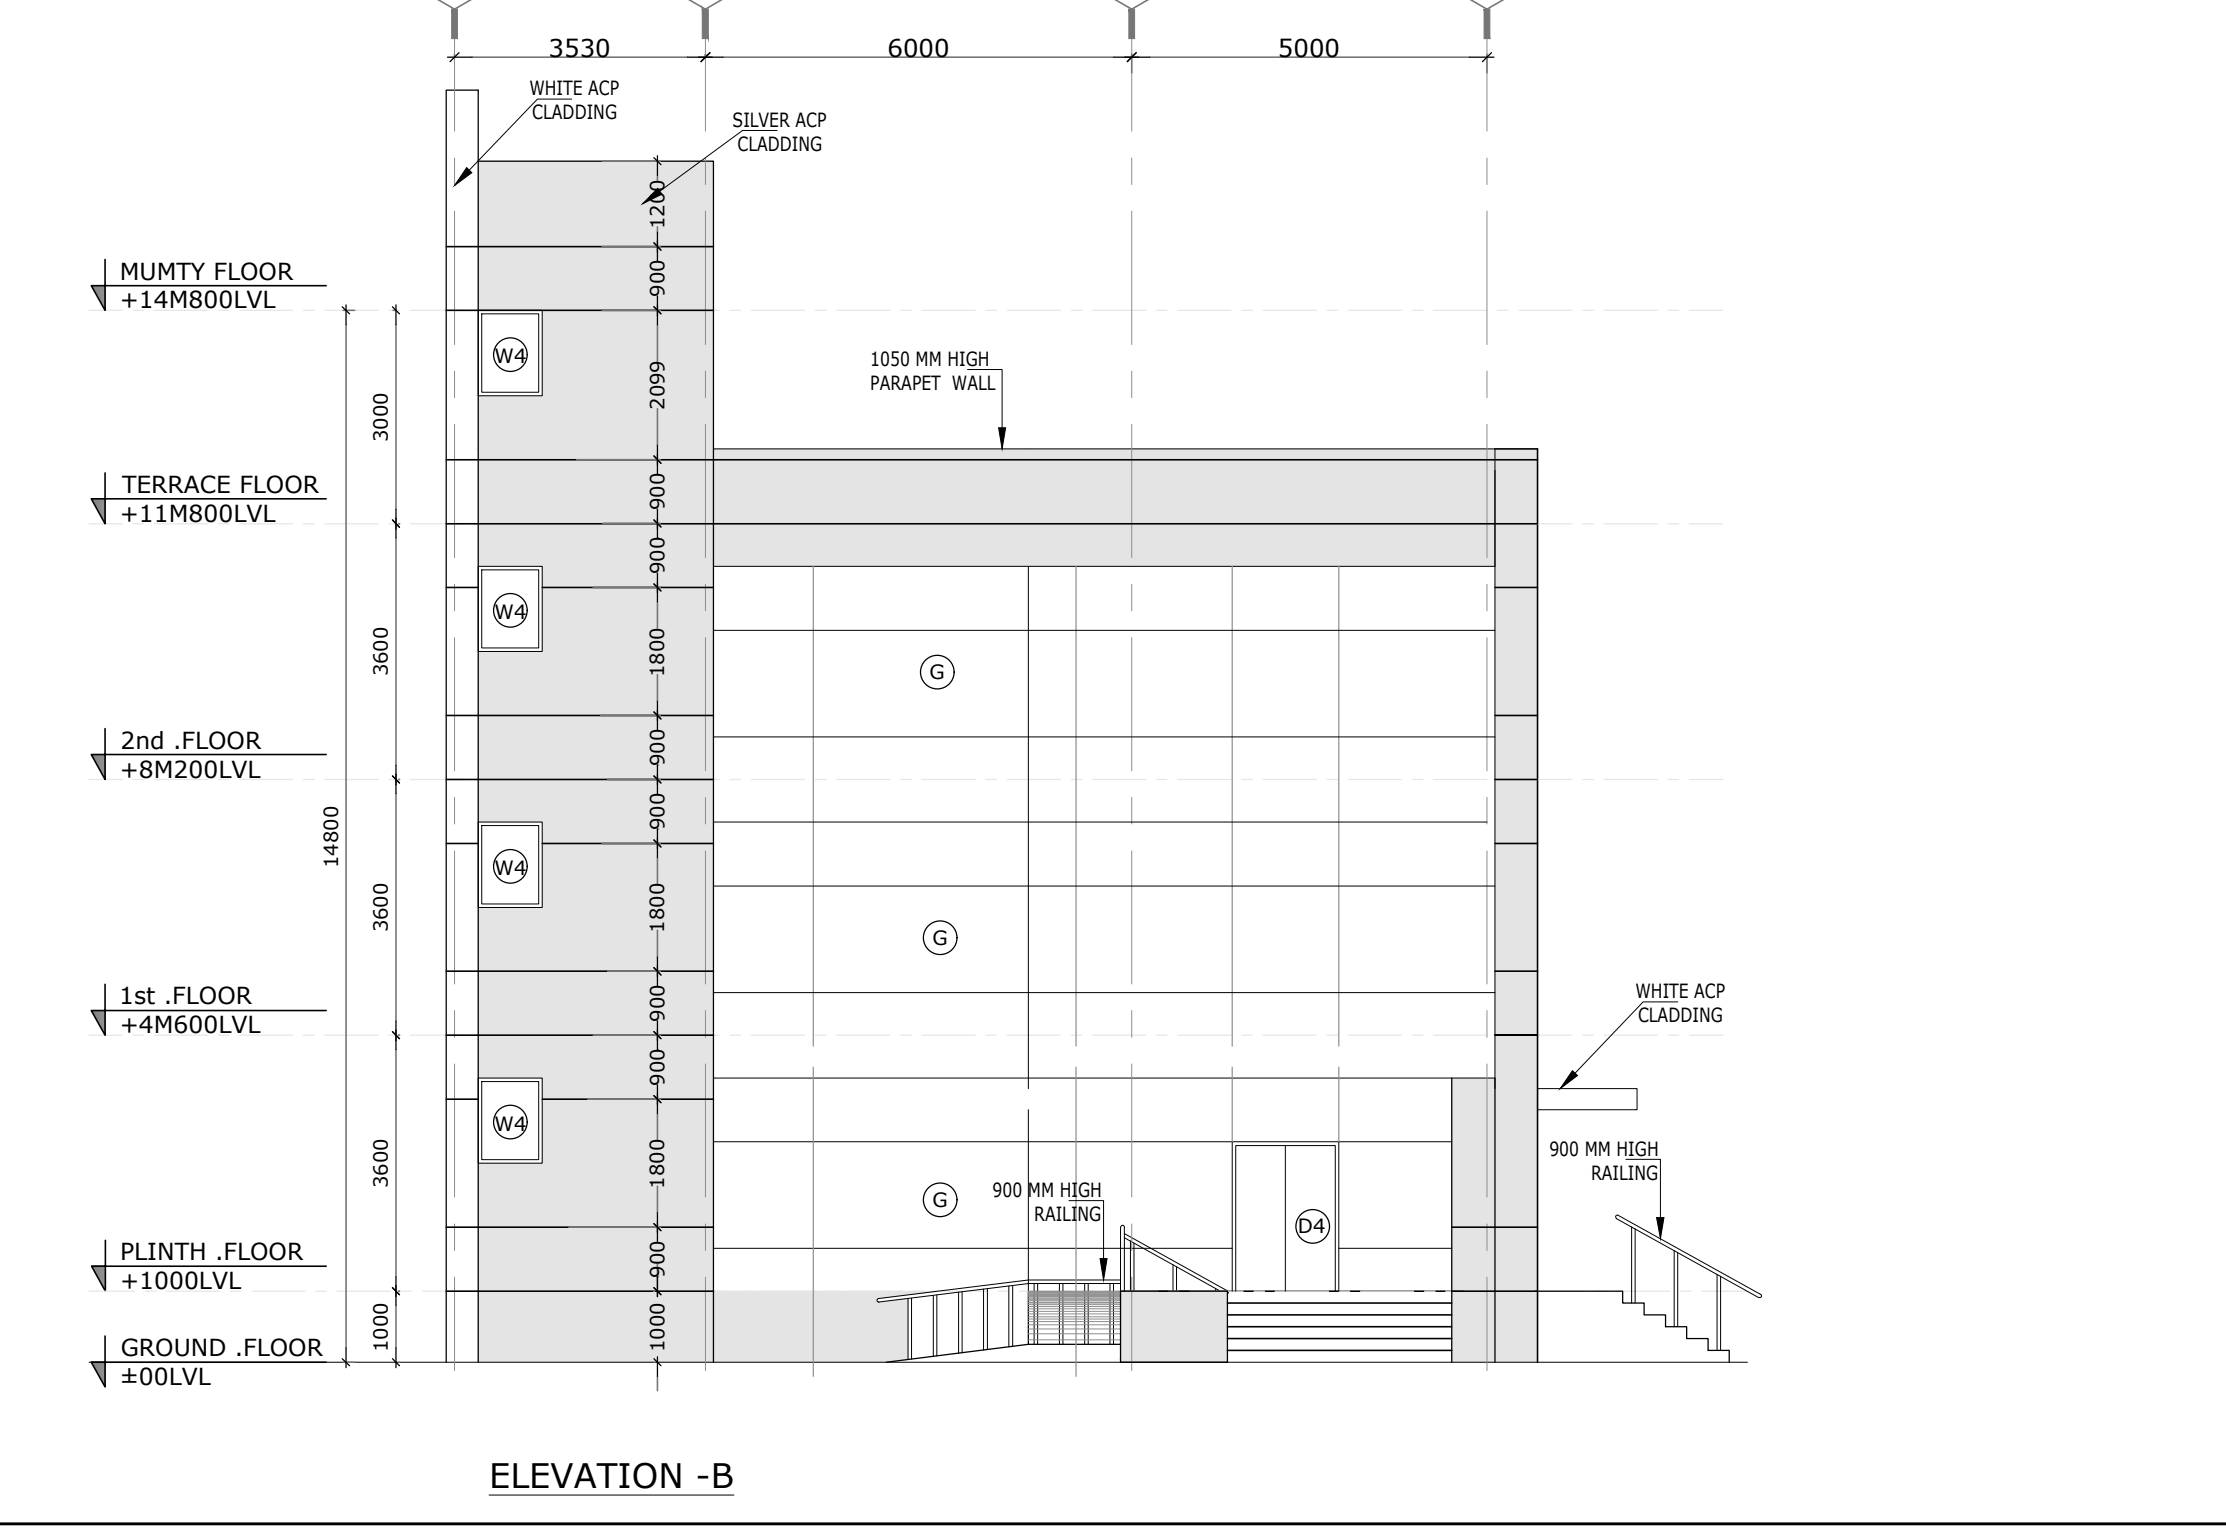 3530
6000
5000
WHITE ACP
CLADDING
SILVER ACP
CLADDING
1200
MUMTY FLOOR
+14M800LVL
900
W4
2099
1050 MM HIGH
PARAPET WALL
3000
TERRACE FLOOR
+11M800LVL
900
900
W4
3600
1800
G
2nd .FLOOR
+8M200LVL
900
900
14800
W4
3600
1800
G
1st .FLOOR
+4M600LVL
900
WHITE ACP
CLADDING
900
W4
3600
1800
900 MM HIGH
RAILING
G
900 MM HIGH
RAILING
D4
PLINTH .FLOOR
+1000LVL
900
1000
1000
GROUND .FLOOR
±00LVL
ELEVATION -B